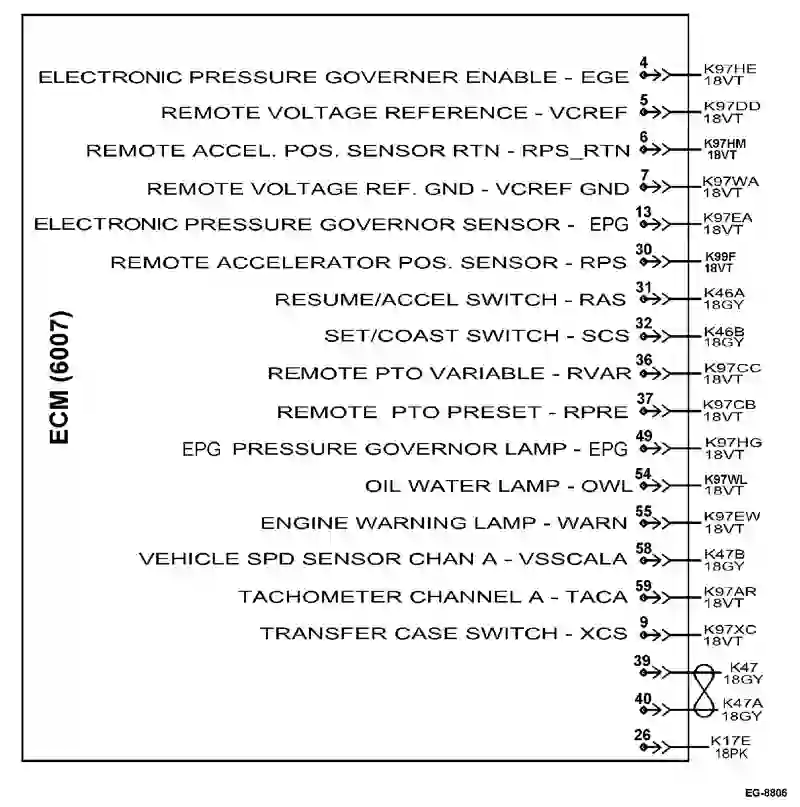 4
ELECTRONIC PRESSURE GOVERNER ENABLE - EGE
K97HE
18VT
5
REMOTE VOLTAGE REFERENCE - VCREF
K97DD
18VT
6
REMOTE ACCEL. POS. SENSOR RTN - RPS_RTN
K97HM
18VT
7
REMOTE VOLTAGE REF. GND - VCREF GND
K97WA
18VT
13
ELECTRONIC PRESSURE GOVERNOR SENSOR - EPG
K97EA
18VT
30
REMOTE ACCELERATOR POS. SENSOR - RPS
K99F
18VT
31
RESUME/ACCEL SWITCH - RAS
K46A
18GY
32
SET/COAST SWITCH - SCS
K46B
18GY
36
REMOTE PTO VARIABLE - RVAR
K97CC
18VT
37
REMOTE PTO PRESET - RPRE
K97CB
18VT
49
EPG PRESSURE GOVERNOR LAMP - EPG
K97HG
18VT
54
OIL WATER LAMP - OWL
K97WL
18VT
55
ENGINE WARNING LAMP - WARN
K97EW
18VT
58
VEHICLE SPD SENSOR CHAN A - VSSCALA
K47B
18GY
59
TACHOMETER CHANNEL A - TACA
K97AR
18VT
9
TRANSFER CASE SWITCH - XCS
K97XC
18VT
39
K47
18GY
40
K47A
18GY
26
K17E
18PK
ECM (6007)
EG-8806